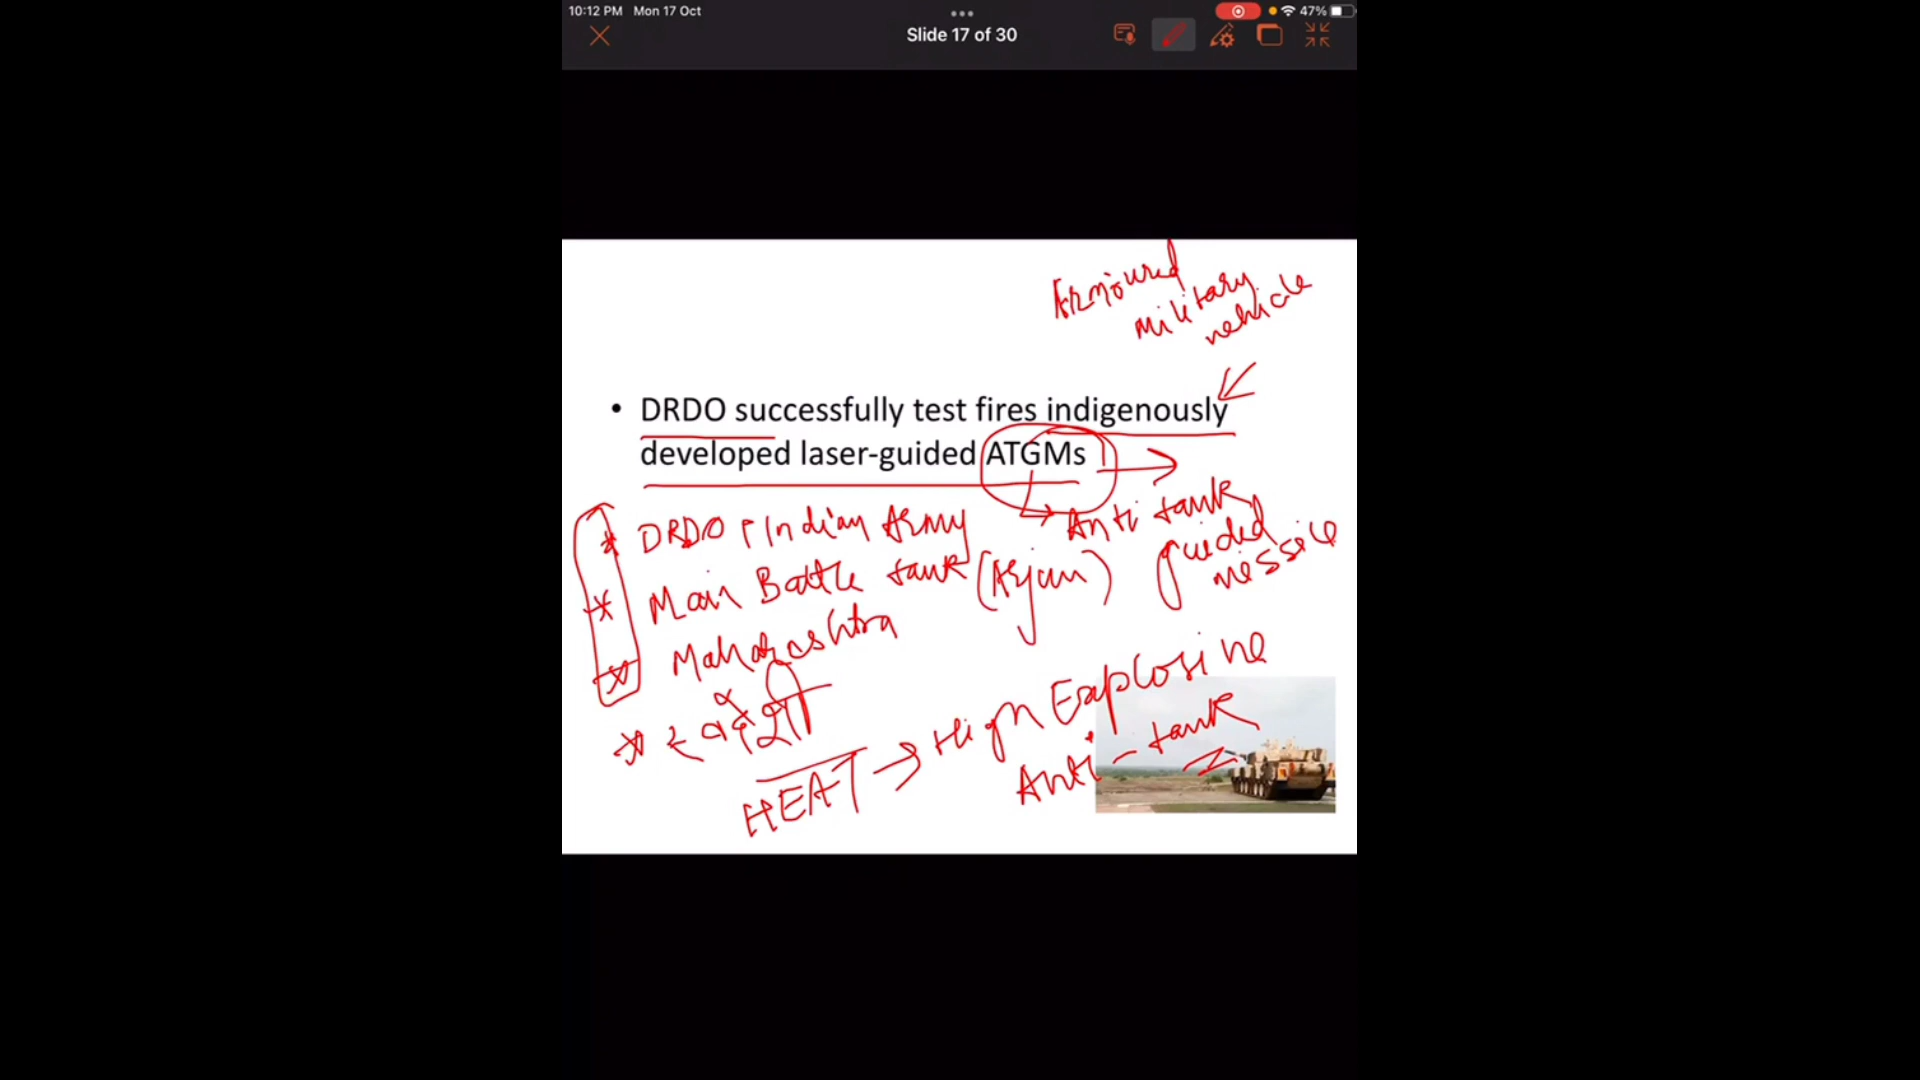 10:12 PM Mon 17 Oct
47%
Slide 17 of 30
Armoured
military
vehicle
• DRDO successfully test fires indigenously
developed laser-guided ATGMs
Anti tank
guided
missile
* DRDO & Indian Army
* Main Battle tank (Arjun)
* Maharashtra
* स्वदेशी
HEAT → High Explosive
Anti-tank